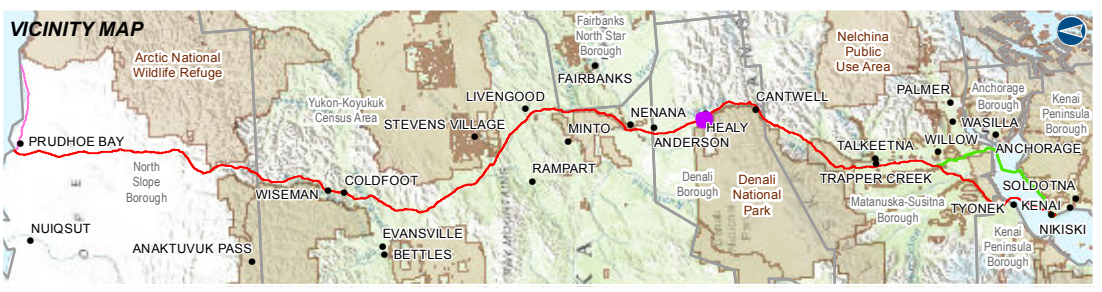 VICINITY MAP
Arctic National
Wildlife Refuge
Fairbanks
North Star
Borough
FAIRBANKS
Nelchina
Public
Use Area
PALMER
Anchorage
Borough
WASILLA
Kenai
Peninsula
Borough
PRUDHOE BAY
Yukon-Koyukuk
Census Area
LIVENGOOD
STEVENS VILLAGE
MINTO
NENANA
ANDERSON
HEALY
CANTWELL
TALKEETNA
WILLOW
ANCHORAGE
TRAPPER CREEK
North
Slope
Borough
WISEMAN
COLDFOOT
RAMPART
Denali
Borough
Denali
National
Park
Matanuska-Susitna
Borough
SOLDOTNA
TYONEK
KENAI
NIKISKI
NUIQSUT
ANAKTUVUK PASS
EVANSVILLE
BETTLES
Kenai
Peninsula
Borough
K A